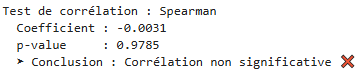 Test de corrélation : Spearman
Coefficient : -0.0031
p-value : 0.9785
➤ Conclusion : Corrélation non significative ❌